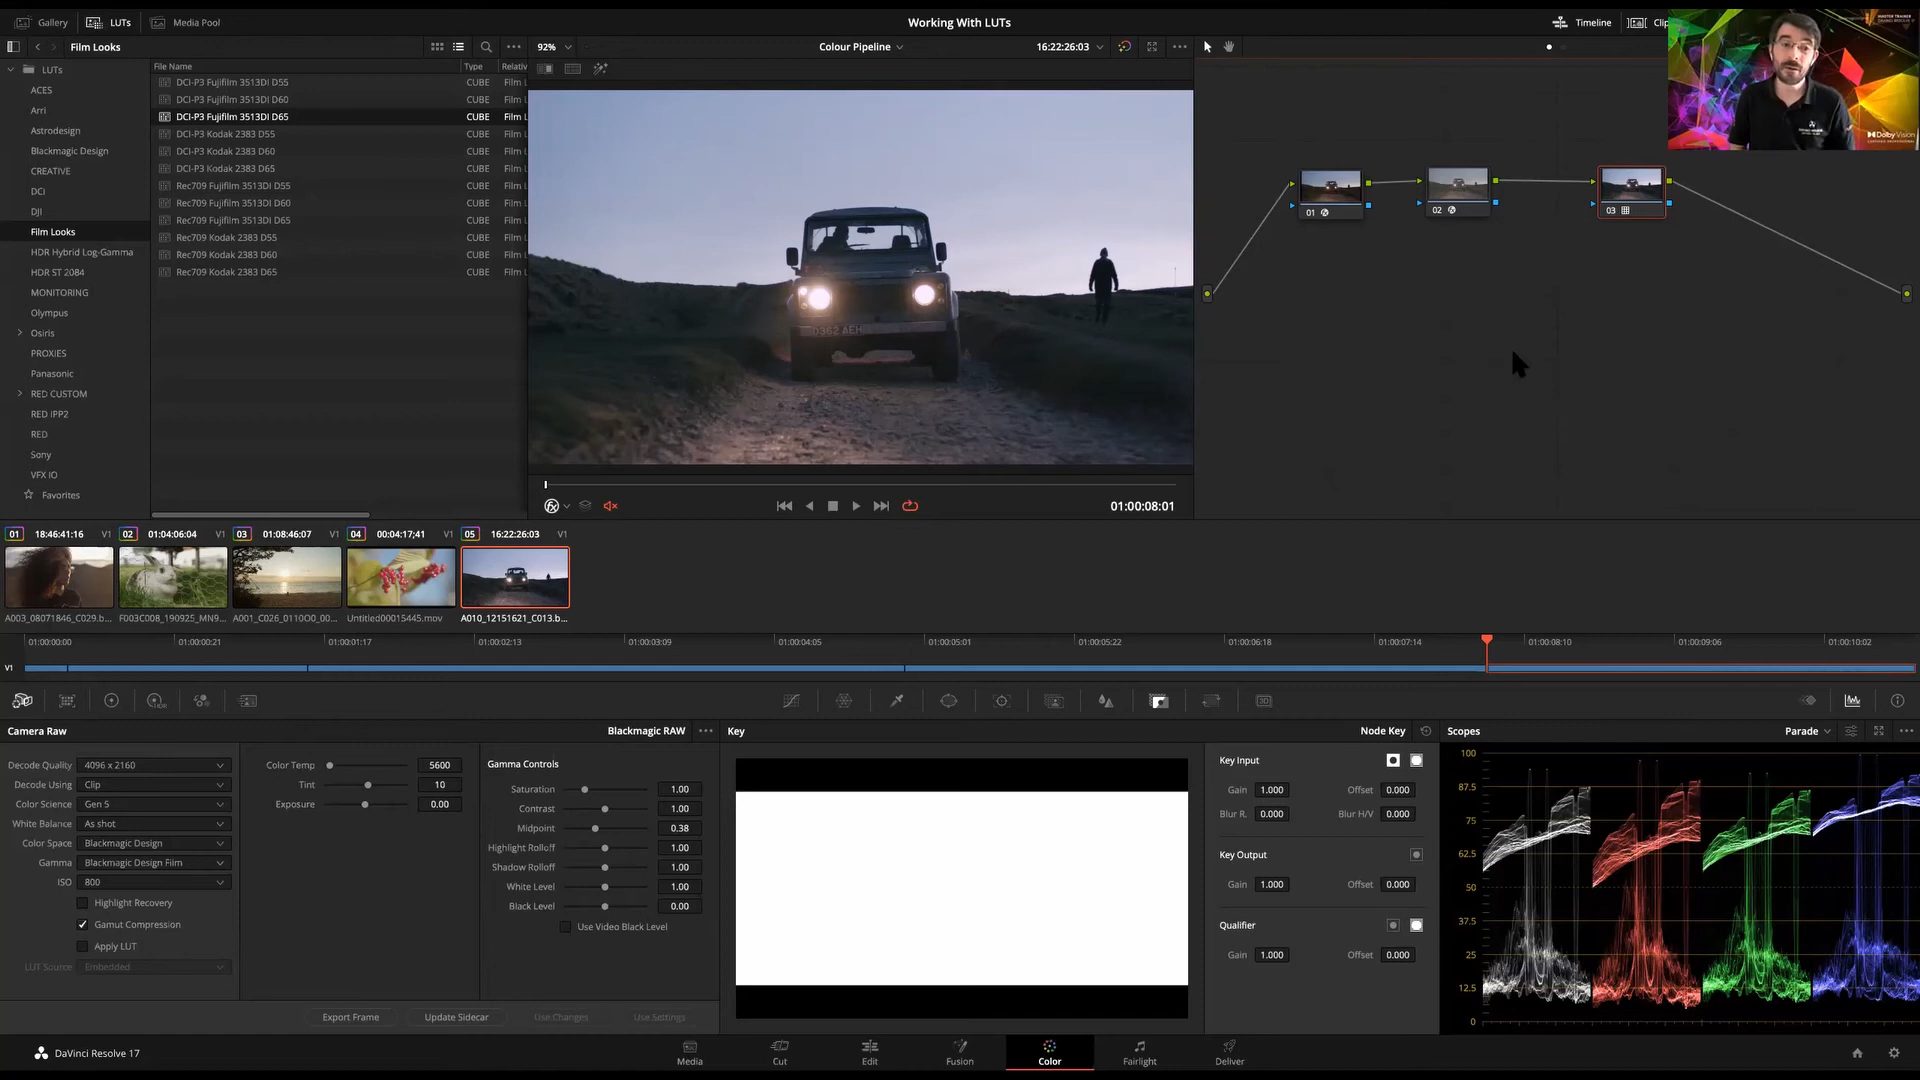 Gallery LUTs Media Pool Working With LUTs Timeline
Film Looks 92% Colour Pipeline 16:22:26:03
LUTs
ACES
Arri
Astrodesign
Blackmagic Design
CREATIVE
DCI
DJI
Film Looks
HDR Hybrid Log-Gamma
HDR ST 2084
MONITORING
Olympus
Osiris
PROXIES
Panasonic
RED CUSTOM
RED IPP2
RED
Sony
VFX IO
Favorites
File Name Type Relativ
DCI-P3 Fujifilm 3513DI D55 CUBE Film L
DCI-P3 Fujifilm 3513DI D60 CUBE Film L
DCI-P3 Fujifilm 3513DI D65 CUBE Film L
DCI-P3 Kodak 2383 D55 CUBE Film L
DCI-P3 Kodak 2383 D60 CUBE Film L
DCI-P3 Kodak 2383 D65 CUBE Film L
Rec709 Fujifilm 3513DI D55 CUBE Film L
Rec709 Fujifilm 3513DI D60 CUBE Film L
Rec709 Fujifilm 3513DI D65 CUBE Film L
Rec709 Kodak 2383 D55 CUBE Film L
Rec709 Kodak 2383 D60 CUBE Film L
Rec709 Kodak 2383 D65 CUBE Film L
D362 AEH
01:00:08:01
01 02 03
MASTER TRAINER
Dolby Vision
01 18:46:41:16 V1 02 01:04:06:04 V1 03 01:08:46:07 V1 04 00:04:17;41 V1 05 16:22:26:03 V1
A003_08071846_C029.b... F003C008_190925_MN9... A001_C026_0110O0_00... Untitled00015445.mov A010_12151621_C013.b...
01:00:00:00 01:00:00:21 01:00:01:17 01:00:02:13 01:00:03:09 01:00:04:05 01:00:05:01 01:00:05:22 01:00:06:18 01:00:07:14 01:00:08:10 01:00:09:06 01:00:10:02
V1
Camera Raw Blackmagic RAW
Decode Quality 4096 x 2160
Decode Using Clip
Color Science Gen 5
White Balance As shot
Color Space Blackmagic Design
Gamma Blackmagic Design Film
ISO 800
Highlight Recovery
Gamut Compression
Apply LUT
LUT Source Embedded
Color Temp 5600
Tint 10
Exposure 0.00
Gamma Controls
Saturation 1.00
Contrast 1.00
Midpoint 0.38
Highlight Rolloff 1.00
Shadow Rolloff 1.00
White Level 1.00
Black Level 0.00
Use Video Black Level
Export Frame Update Sidecar Use Changes Use Settings
Key Node Key
Key Input
Gain 1.000 Offset 0.000
Blur R. 0.000 Blur H/V 0.000
Key Output
Gain 1.000 Offset 0.000
Qualifier
Gain 1.000 Offset 0.000
Scopes Parade
100
87.5
75
62.5
50
37.5
25
12.5
0
DaVinci Resolve 17 Media Cut Edit Fusion Color Fairlight Deliver